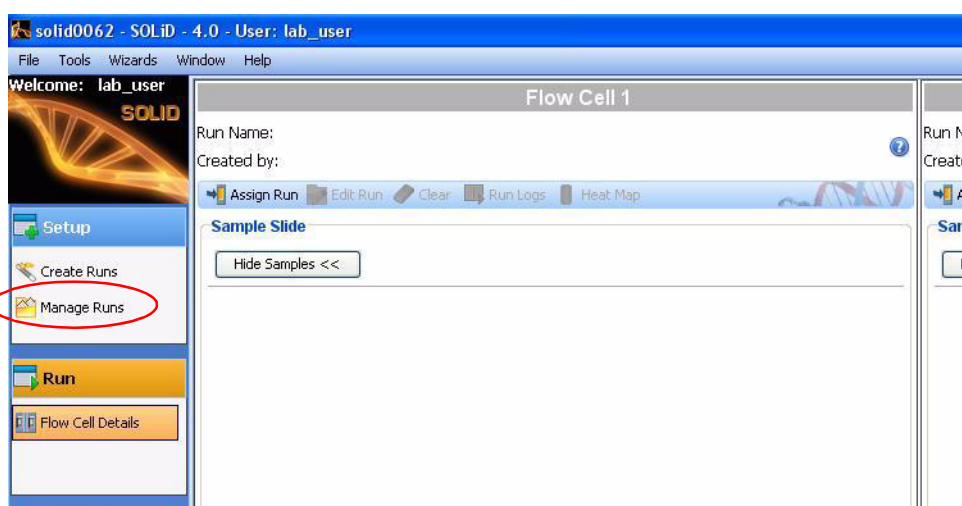 solid0062 - SOLiD - 4.0 - User: lab_user
File Tools Wizards Window Help
Welcome: lab_user
SOLID
Flow Cell 1
Run Name:
Created by:
Assign Run Edit Run Clear Run Logs Heat Map
Sample Slide
Hide Samples <<
Setup
Create Runs
Manage Runs
Run
Flow Cell Details